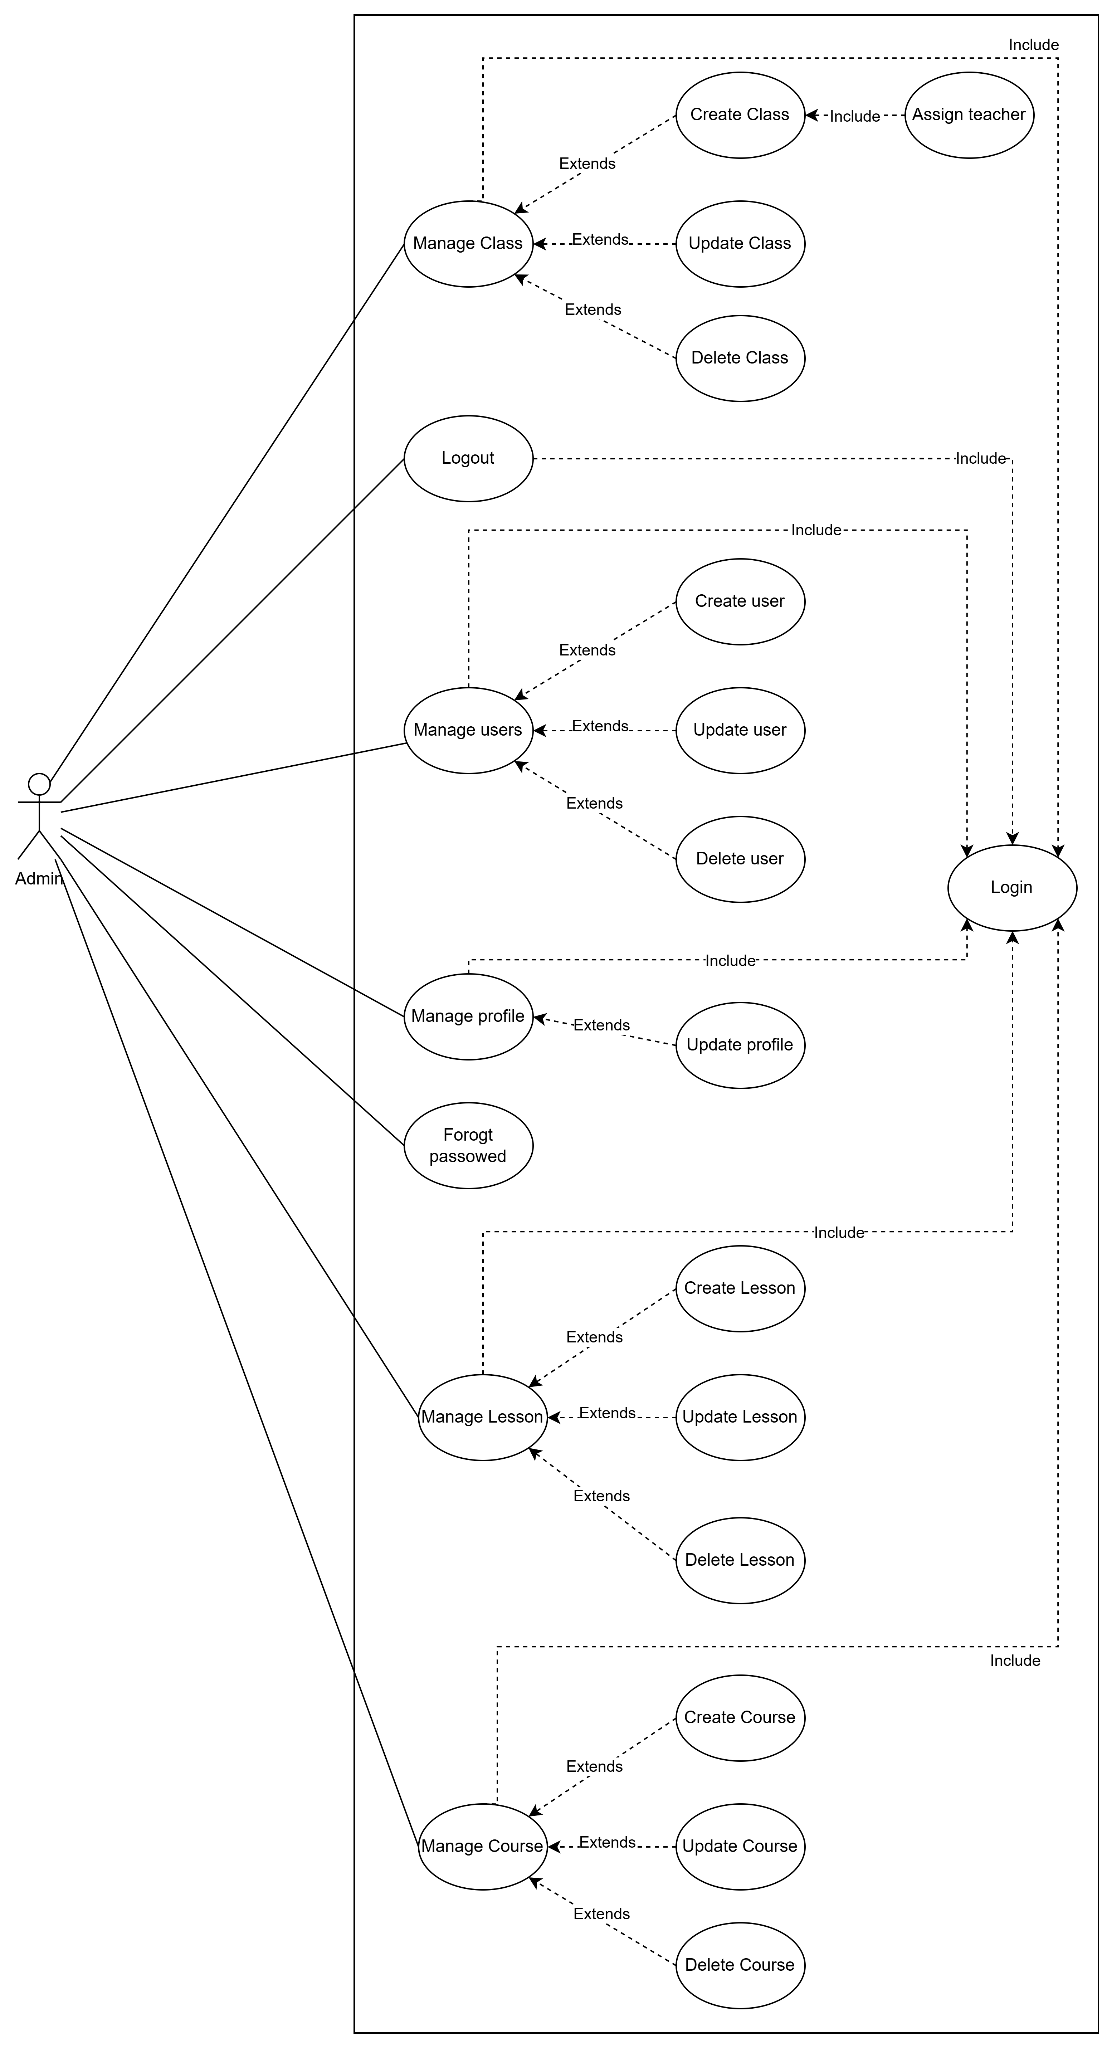 Include
Create Class
Include
Assign teacher
Extends
Manage Class
Extends
Update Class
Extends
Delete Class
Logout
Include
Include
Create user
Extends
Manage users
Extends
Update user
Extends
Delete user
Admin
Login
Include
Manage profile
Extends
Update profile
Forogt
passowed
Include
Create Lesson
Extends
Manage Lesson
Extends
Update Lesson
Extends
Delete Lesson
Include
Create Course
Extends
Manage Course
Extends
Update Course
Extends
Delete Course